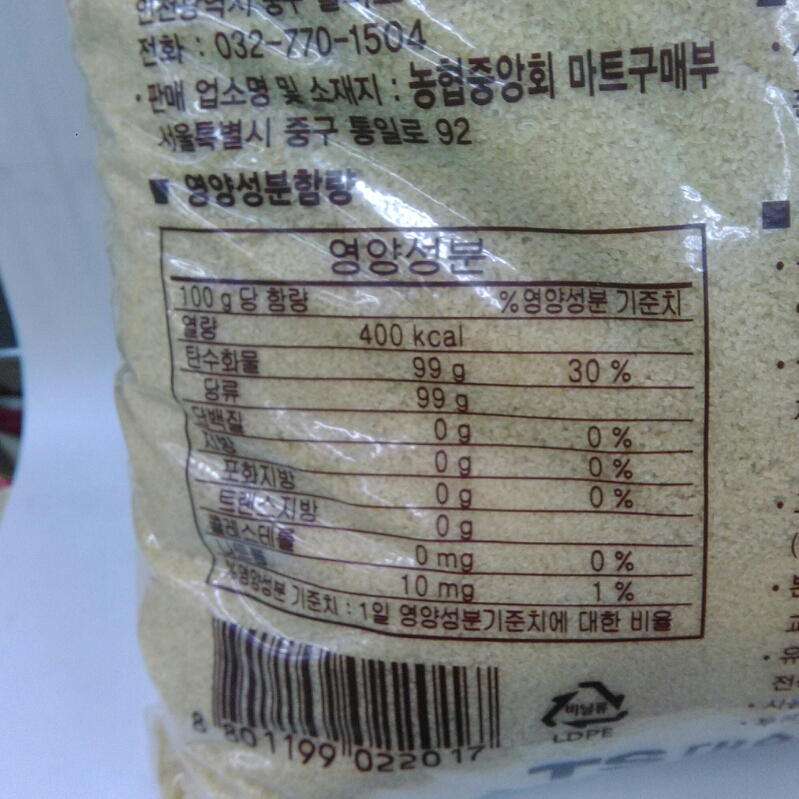 전화 : 032-770-1504
· 판매 업소명 및 소재지 : 농협중앙회 마트구매부
서울특별시 중구 통일로 92
■ 영양성분함량
영양성분
100 g 당 함량 % 영양성분 기준치
열량 400 kcal
탄수화물 99 g 30 %
당류 99 g
단백질 0 g 0 %
지방 0 g 0 %
포화지방 0 g 0 %
트랜스지방 0 g
콜레스테롤 0 mg 0 %
나트륨 10 mg 1 %
% 영양성분 기준치 : 1일 영양성분기준치에 대한 비율
8 801199 022017
비닐류
LDPE